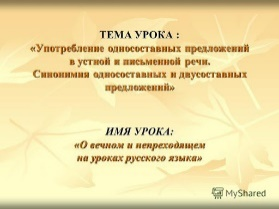 ТЕМА УРОКА :
«Употребление односоставных предложений
в устной и письменной речи.
Синонимия односоставных и двусоставных
предложений»
ИМЯ УРОКА:
«О вечном и непреходящем
на уроках русского языка»
MyShared